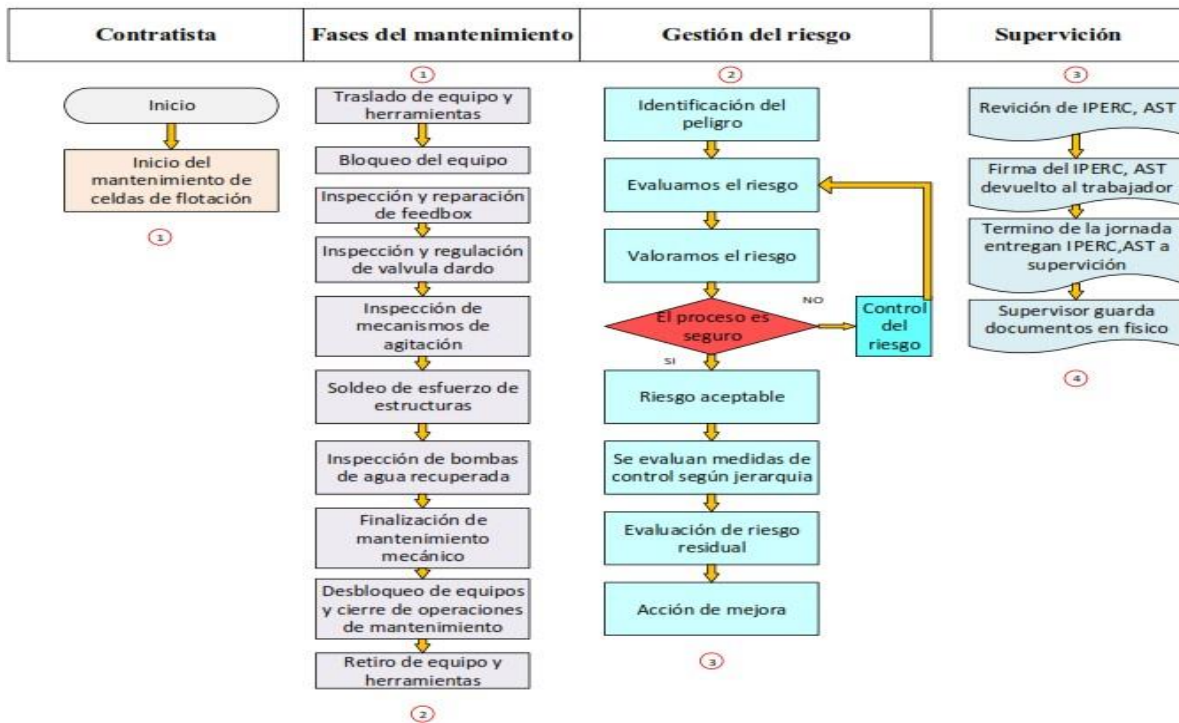 Contratista
Fases del mantenimiento
Gestión del riesgo
Supervición
Inicio
Inicio del
mantenimiento de
celdas de flotación
1
1
Traslado de equipo y
herramientas
Bloqueo del equipo
Inspección y reparación
de feedbox
Inspección y regulación
de valvula dardo
Inspección de
mecanismos de
agitación
Soldeo de esfuerzo de
estructuras
Inspección de bombas
de agua recuperada
Finalización de
mantenimiento
mecánico
Desbloqueo de equipos
y cierre de operaciones
de mantenimiento
Retiro de equipo y
herramientas
2
2
Identificación del
peligro
Evaluamos el riesgo
Valoramos el riesgo
El proceso es
seguro
NO
Control
del
riesgo
SI
Riesgo aceptable
Se evaluan medidas de
control según jerarquia
Evaluación de riesgo
residual
Acción de mejora
3
3
Revición de IPERC, AST
Firma del IPERC, AST
devuelto al trabajador
Termino de la jornada
entregan IPERC,AST a
supervición
Supervisor guarda
documentos en fisico
4